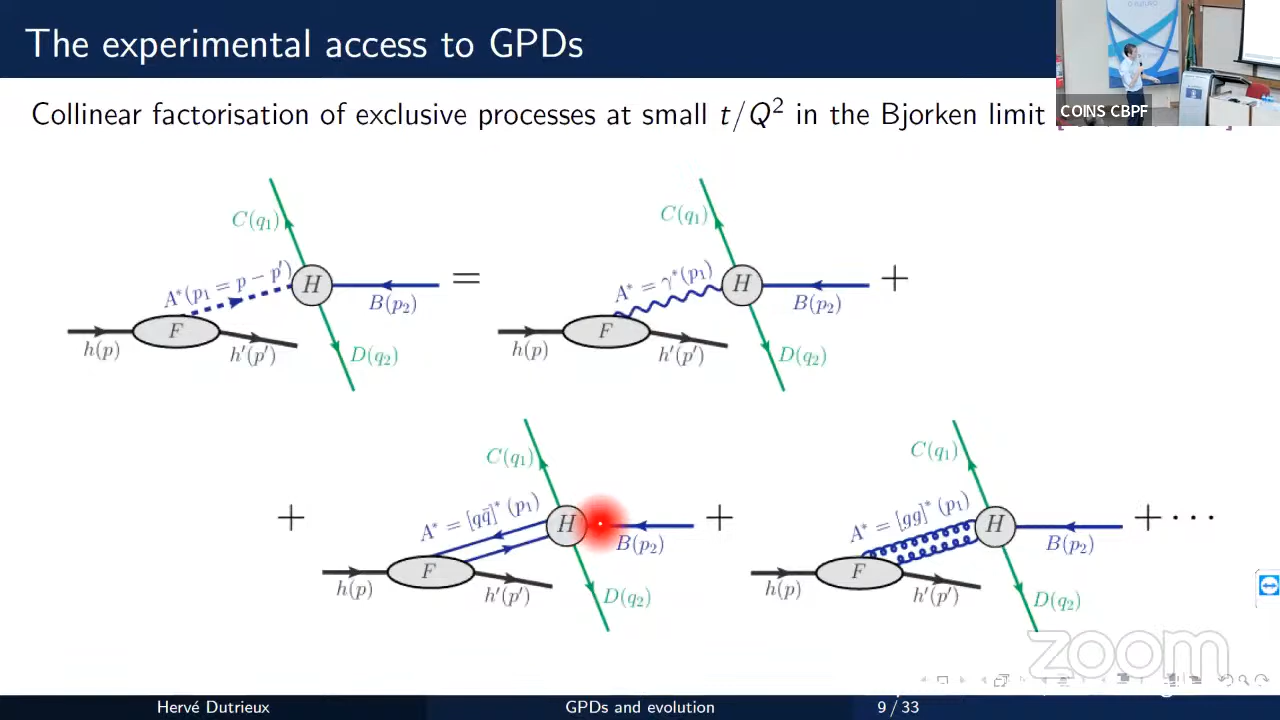 The experimental access to GPDs
O FUTURO
COINS CBPF
Collinear factorisation of exclusive processes at small t/Q² in the Bjorken limit
C(q₁)
A*(p₁ = p − p′)
H
B(p₂)
F
h(p)
h′(p′)
D(q₂)
=
C(q₁)
A* = γ*(p₁)
H
B(p₂)
F
h(p)
h′(p′)
D(q₂)
+
+
C(q₁)
A* = [qq̄]*(p₁)
H
B(p₂)
F
h(p)
h′(p′)
D(q₂)
+
C(q₁)
A* = [gg]*(p₁)
H
B(p₂)
F
h(p)
h′(p′)
D(q₂)
+ ···
zoom
Hervé Dutrieux
GPDs and evolution
9 / 33